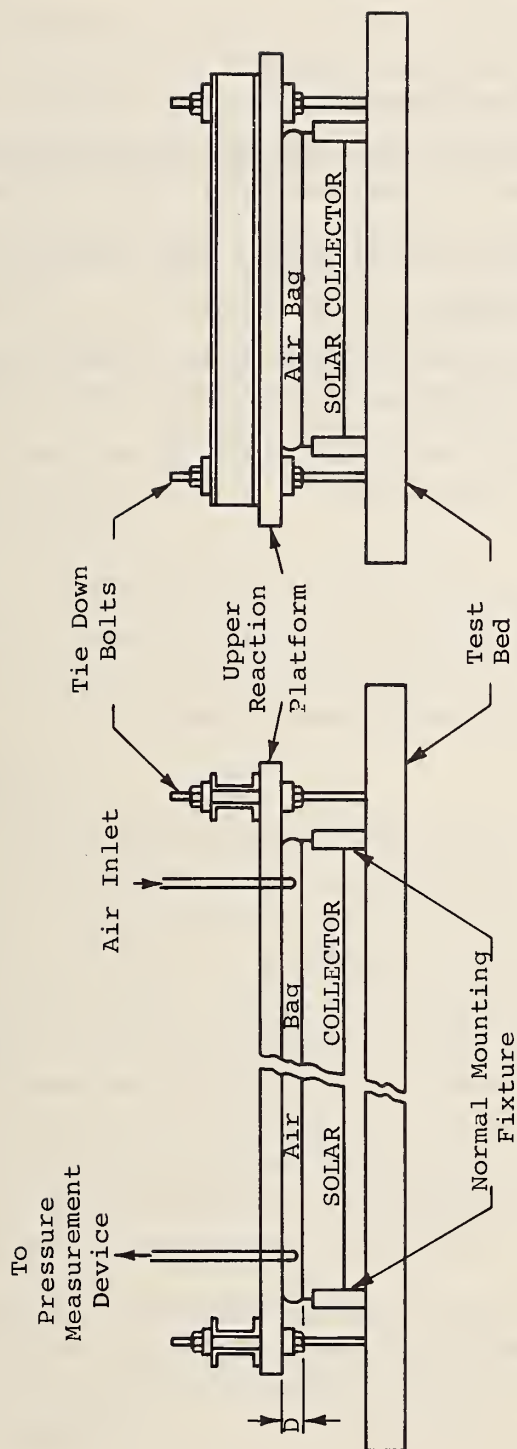 To
Pressure
Measurement
Device
Air Inlet
Tie Down
Bolts
Upper
Reaction
Platform
D
Air Bag
SOLAR COLLECTOR
Air Bag
SOLAR COLLECTOR
Normal Mounting
Fixture
Test
Bed